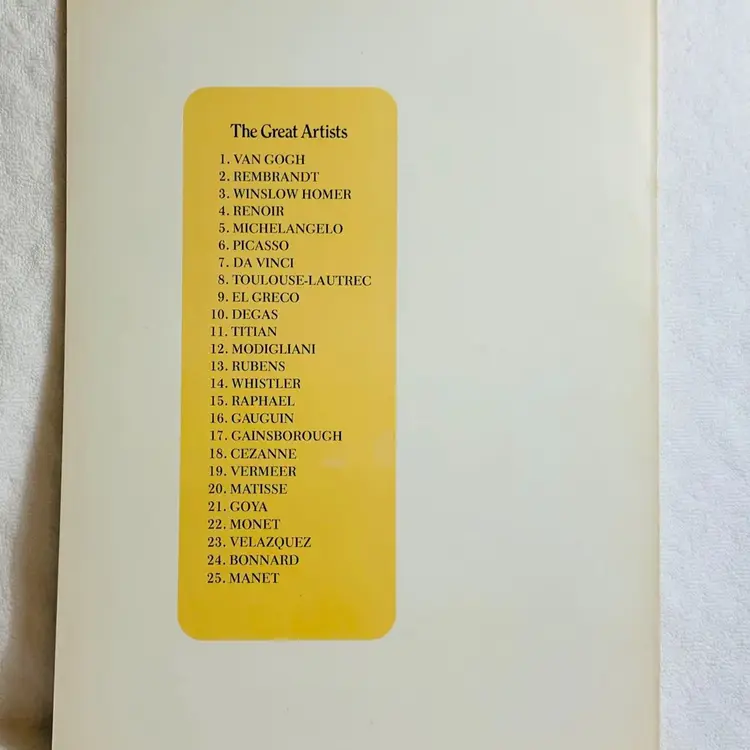 The Great Artists
1. VAN GOGH
2. REMBRANDT
3. WINSLOW HOMER
4. RENOIR
5. MICHELANGELO
6. PICASSO
7. DA VINCI
8. TOULOUSE-LAUTREC
9. EL GRECO
10. DEGAS
11. TITIAN
12. MODIGLIANI
13. RUBENS
14. WHISTLER
15. RAPHAEL
16. GAUGUIN
17. GAINSBOROUGH
18. CEZANNE
19. VERMEER
20. MATISSE
21. GOYA
22. MONET
23. VELAZQUEZ
24. BONNARD
25. MANET